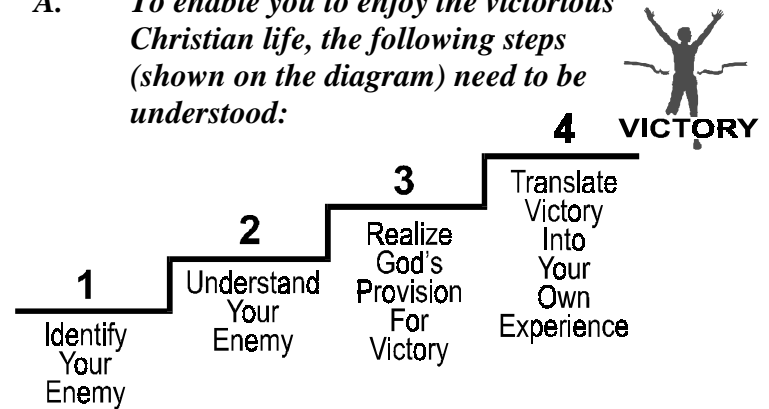 A. To enable you to enjoy the victorious
Christian life, the following steps
(shown on the diagram) need to be
understood:
VICTORY
1
Identify
Your
Enemy
2
Understand
Your
Enemy
3
Realize
God's
Provision
For
Victory
4
Translate
Victory
Into
Your
Own
Experience